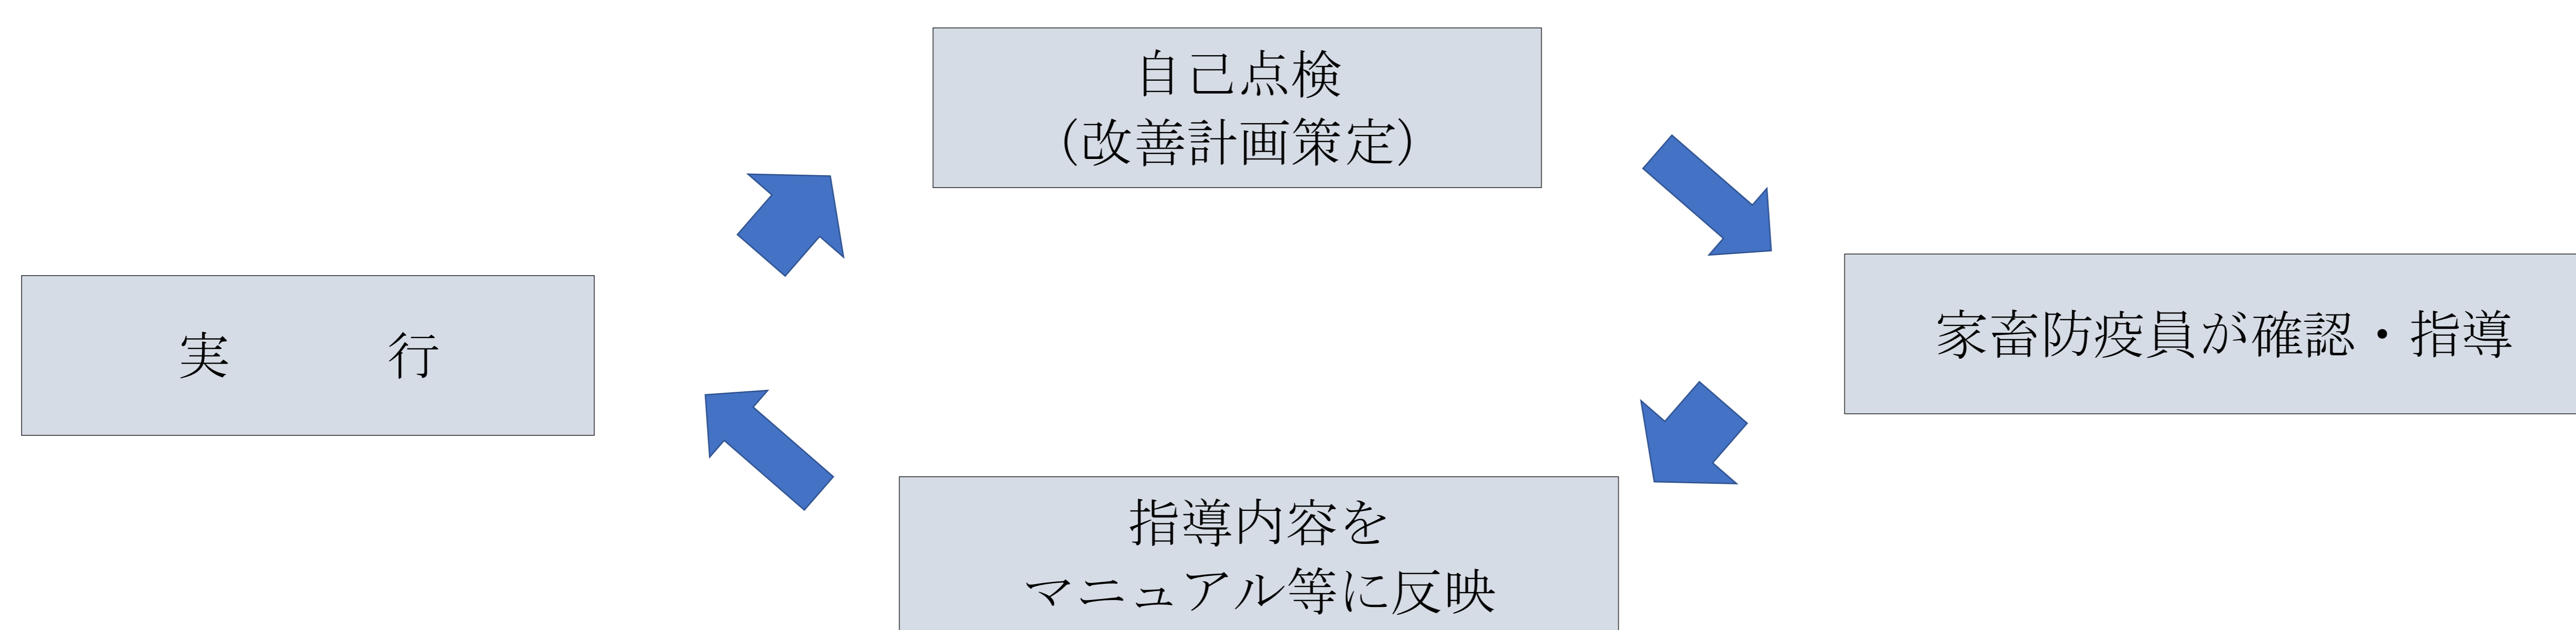 自己点検
(改善計画策定)
家畜防疫員が確認・指導
実 行
指導内容を
マニュアル等に反映